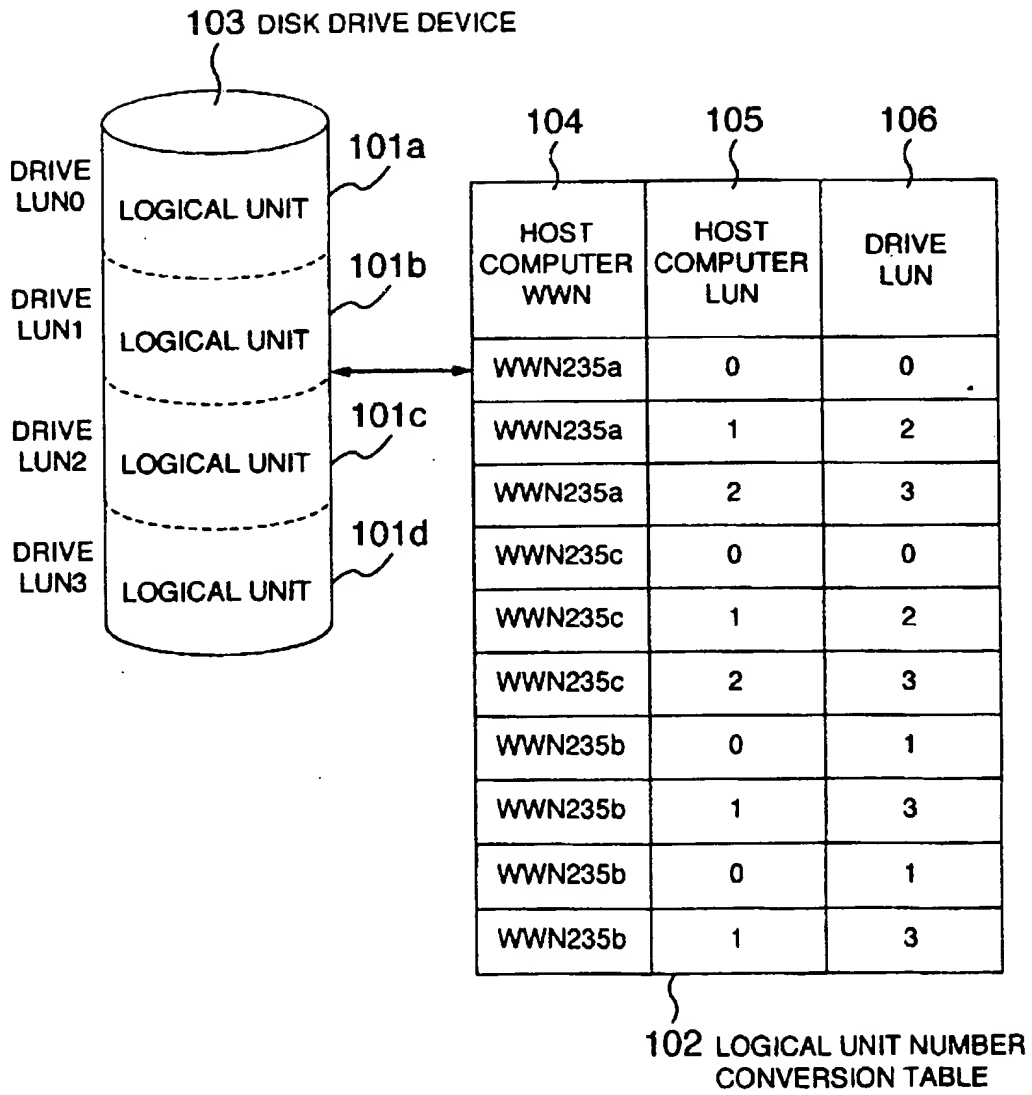 103 DISK DRIVE DEVICE
DRIVE
LUN0
LOGICAL UNIT
101a
DRIVE
LUN1
LOGICAL UNIT
101b
DRIVE
LUN2
LOGICAL UNIT
101c
DRIVE
LUN3
LOGICAL UNIT
101d
104 105 106
HOST
COMPUTER
WWN
HOST
COMPUTER
LUN
DRIVE
LUN
WWN235a 0 0
WWN235a 1 2
WWN235a 2 3
WWN235c 0 0
WWN235c 1 2
WWN235c 2 3
WWN235b 0 1
WWN235b 1 3
WWN235b 0 1
WWN235b 1 3
102 LOGICAL UNIT NUMBER
CONVERSION TABLE